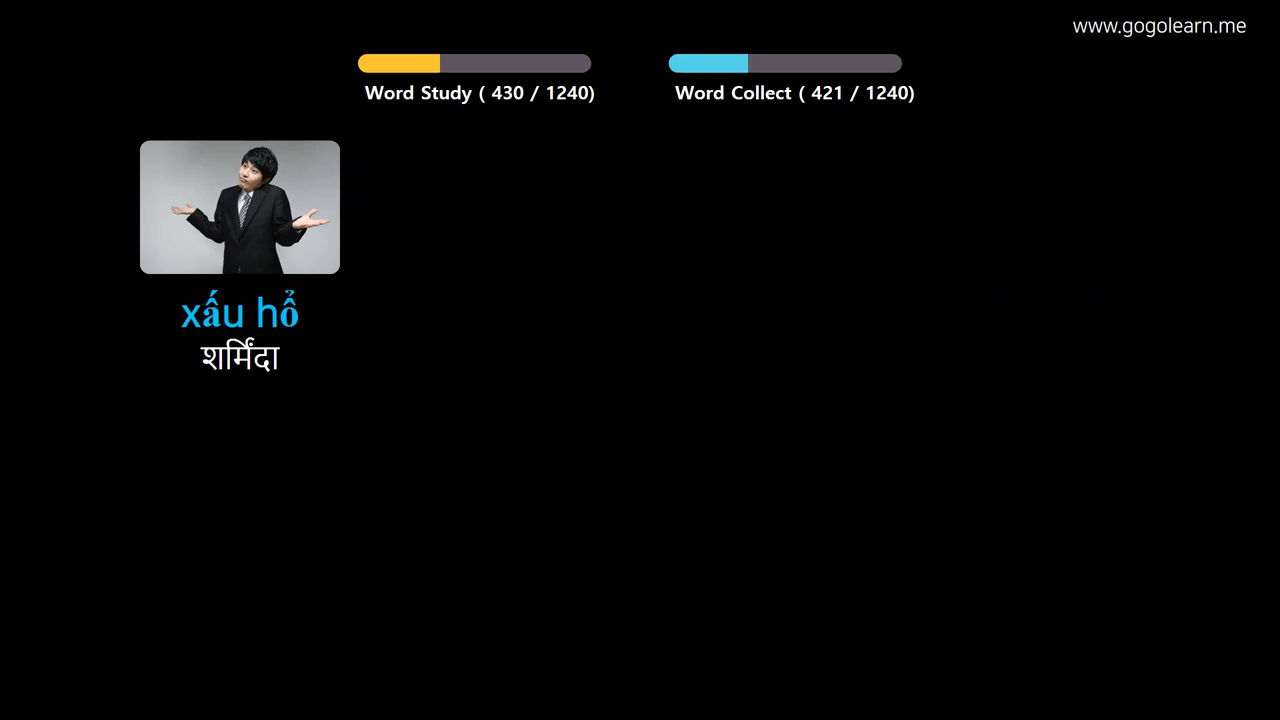 www.gogolearn.me
Word Study ( 430 / 1240)
Word Collect ( 421 / 1240)
xấu hổ
शर्मिंदा